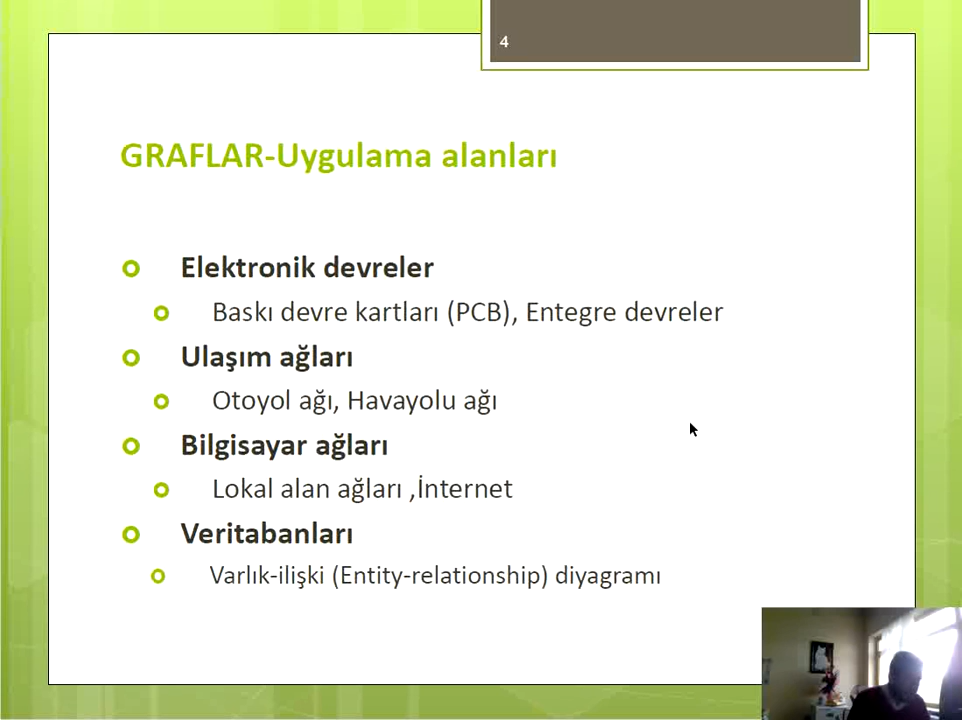 4
GRAFLAR-Uygulama alanları
Elektronik devreler
Baskı devre kartları (PCB), Entegre devreler
Ulaşım ağları
Otoyol ağı, Havayolu ağı
Bilgisayar ağları
Lokal alan ağları ,İnternet
Veritabanları
Varlık-ilişki (Entity-relationship) diyagramı